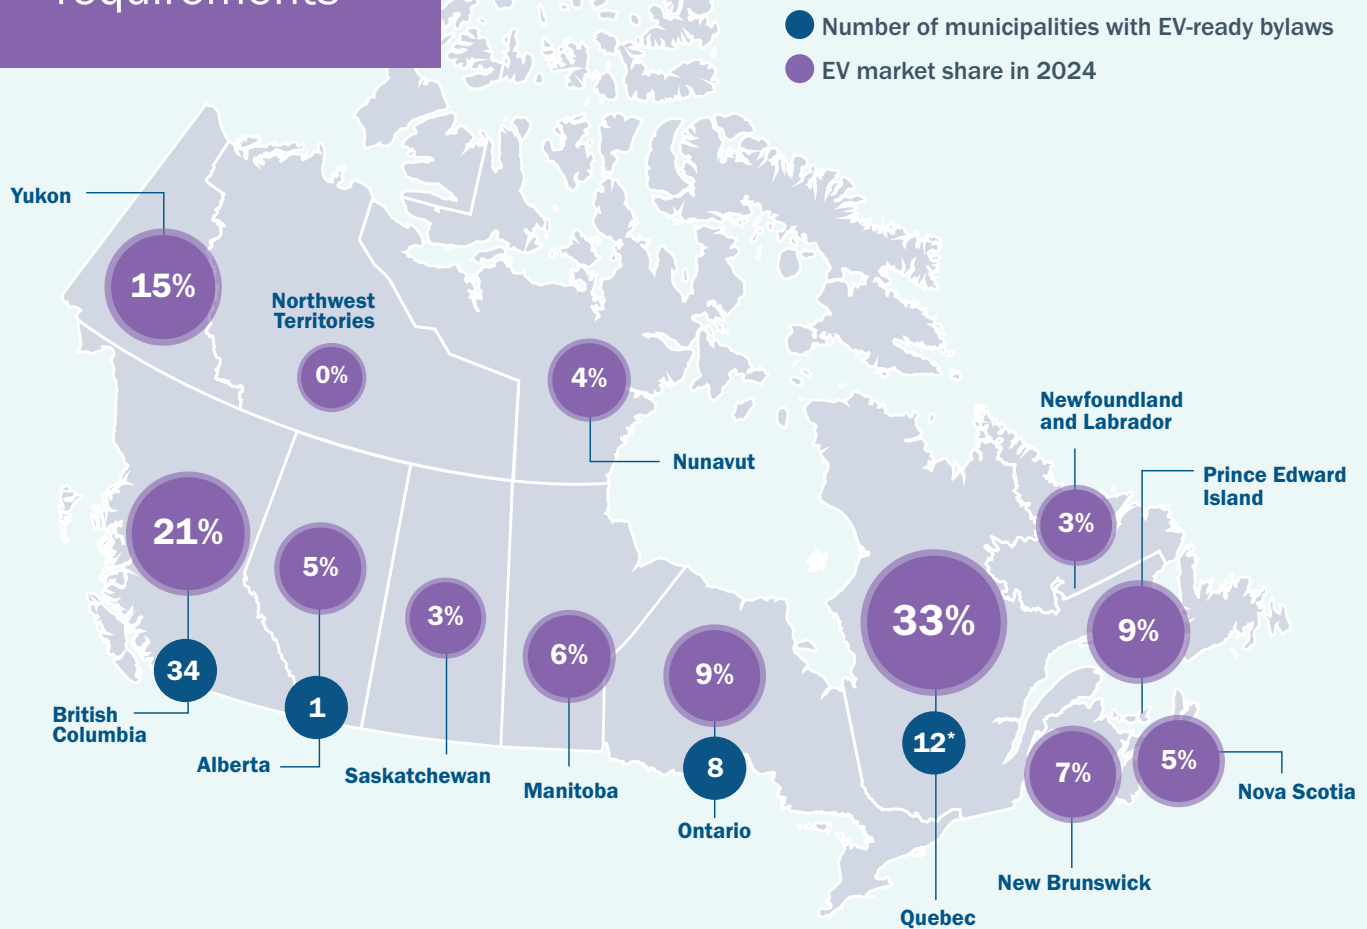 requirements
Number of municipalities with EV-ready bylaws
EV market share in 2024
Yukon
15%
Northwest
Territories
0%
4%
Nunavut
Newfoundland
and Labrador
3%
Prince Edward
Island
9%
21%
34
British
Columbia
5%
1
Alberta
3%
Saskatchewan
6%
Manitoba
9%
8
Ontario
33%
12*
Quebec
7%
New Brunswick
5%
Nova Scotia